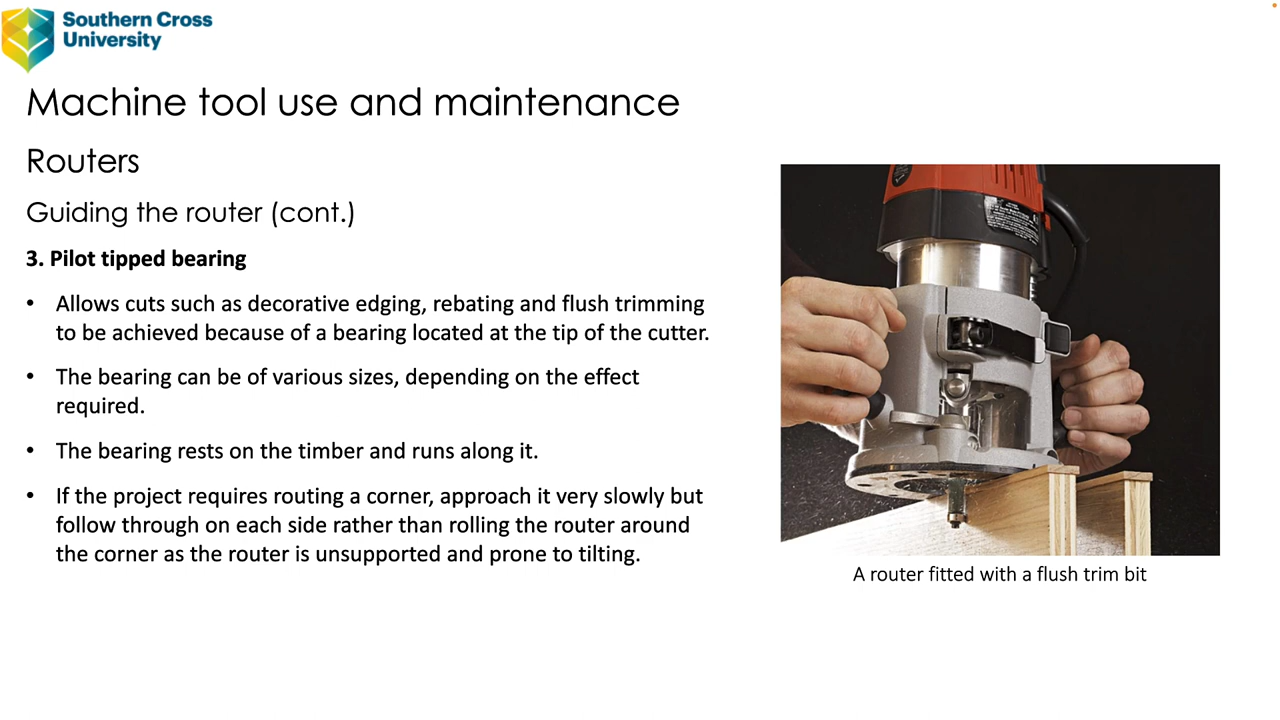 Southern Cross
University
Machine tool use and maintenance
Routers
Guiding the router (cont.)
3. Pilot tipped bearing
• Allows cuts such as decorative edging, rebating and flush trimming
to be achieved because of a bearing located at the tip of the cutter.
• The bearing can be of various sizes, depending on the effect
required.
• The bearing rests on the timber and runs along it.
• If the project requires routing a corner, approach it very slowly but
follow through on each side rather than rolling the router around
the corner as the router is unsupported and prone to tilting.
A router fitted with a flush trim bit